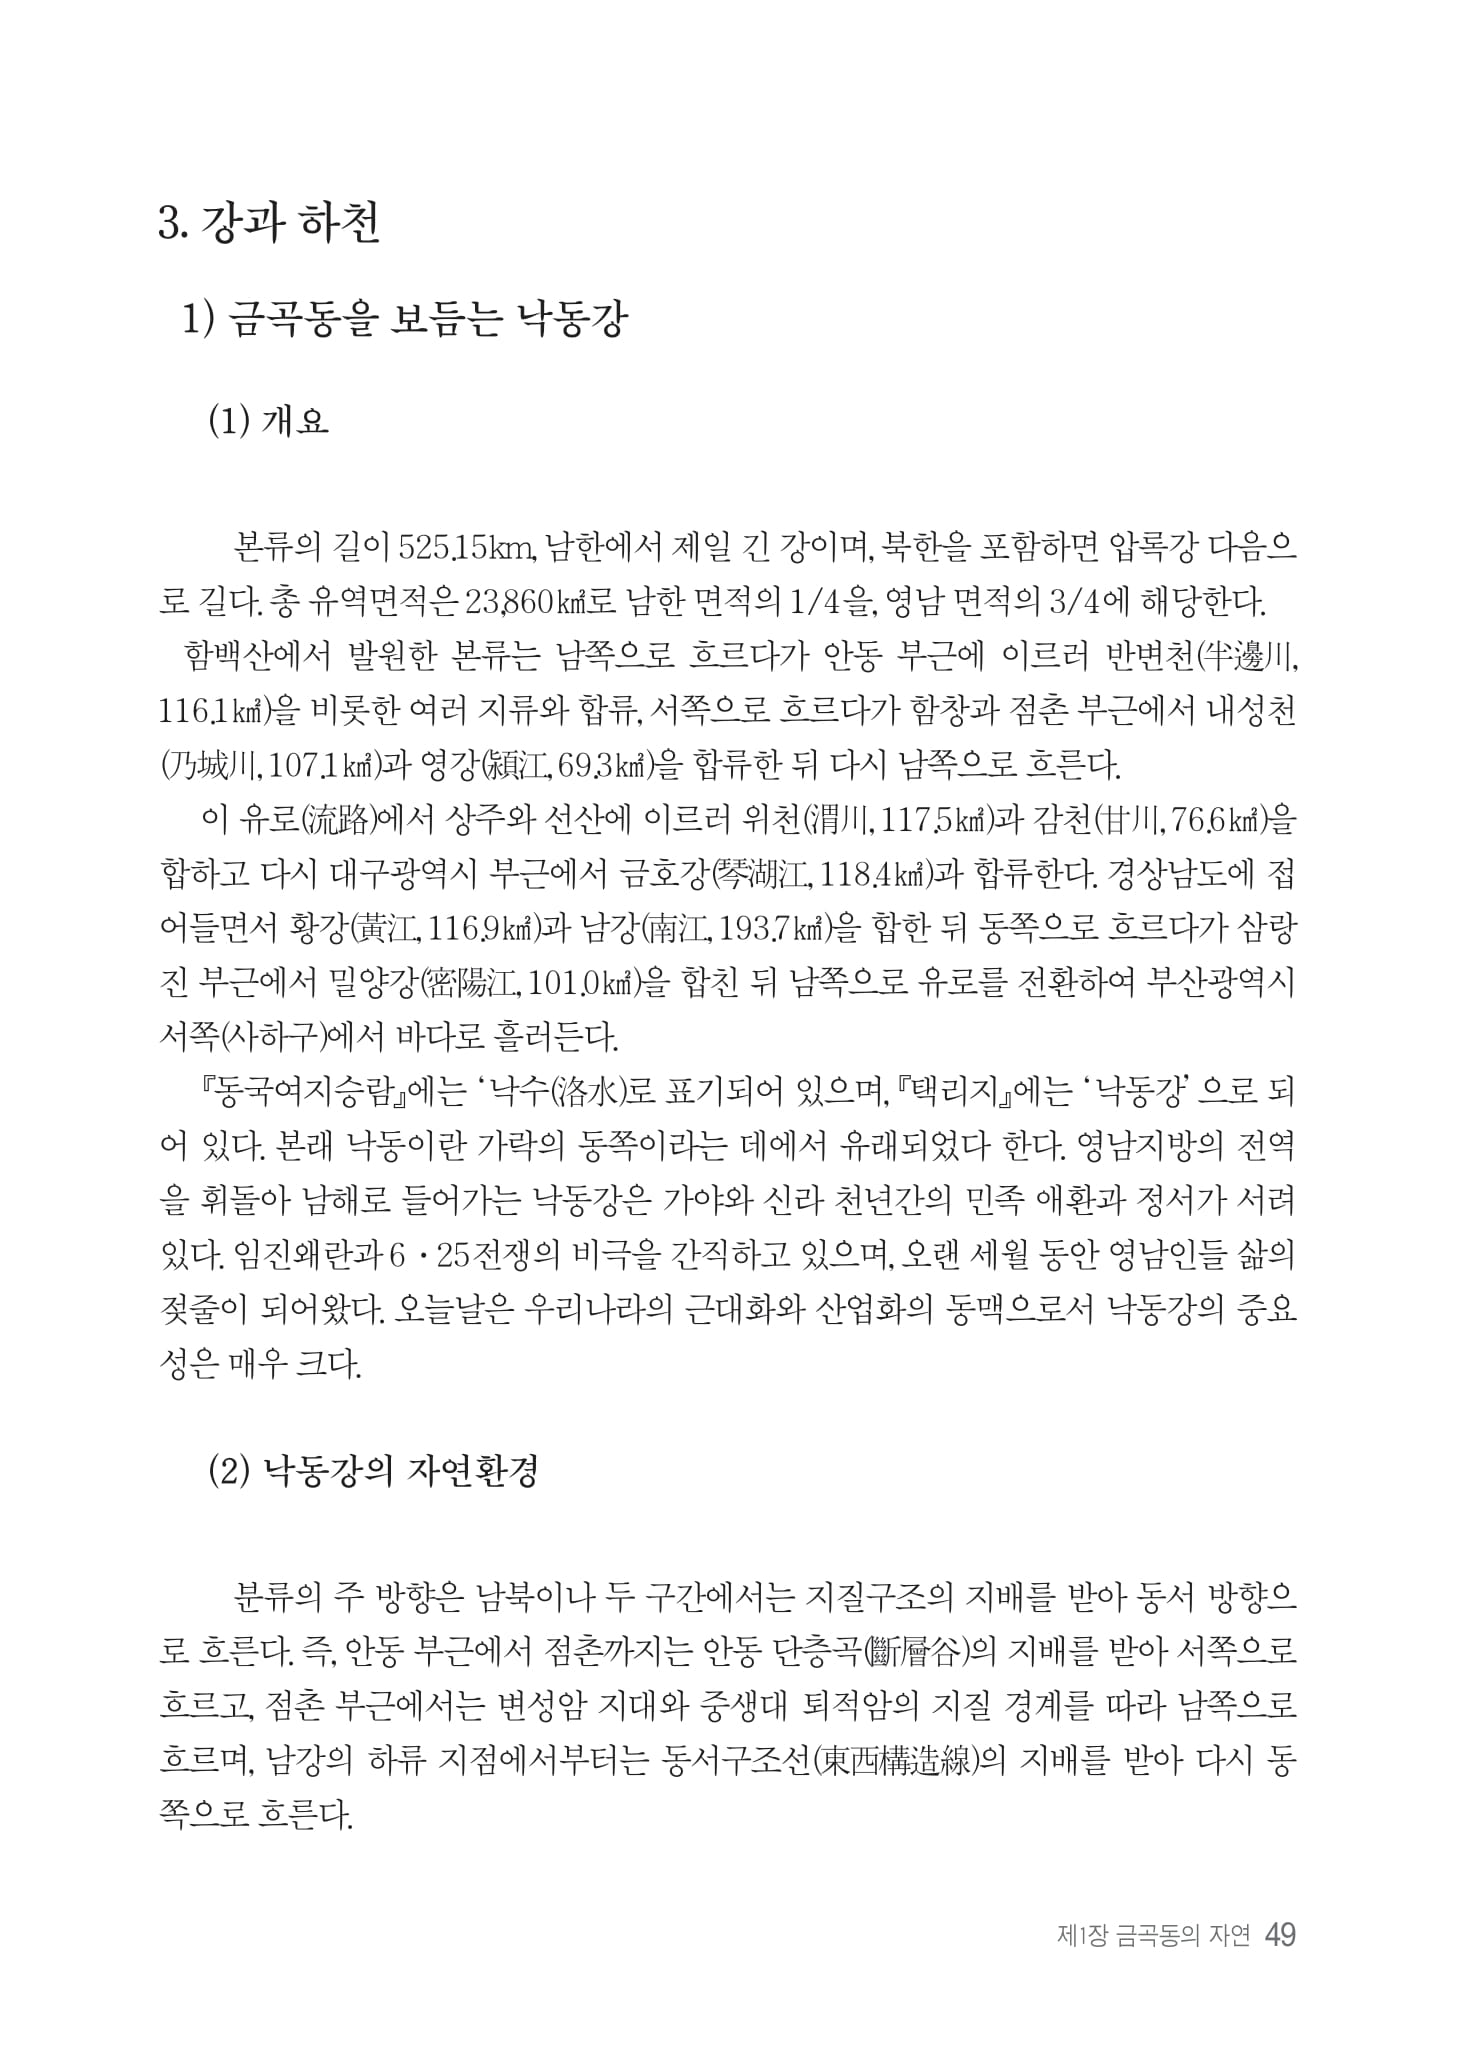 3. 강과 하천
1) 금곡동을 보듬는 낙동강
(1) 개요
본류의 길이 525.15km, 남한에서 제일 긴 강이며, 북한을 포함하면 압록강 다음으
로 길다. 총 유역면적은 23,860㎢로 남한 면적의 1/4을, 영남 면적의 3/4에 해당한다.
함백산에서 발원한 본류는 남쪽으로 흐르다가 안동 부근에 이르러 반변천(半邊川,
116.1㎢)을 비롯한 여러 지류와 합류, 서쪽으로 흐르다가 함창과 점촌 부근에서 내성천
(乃城川, 107.1㎢)과 영강(潁江, 69.3㎢)을 합류한 뒤 다시 남쪽으로 흐른다.
이 유로(流路)에서 상주와 선산에 이르러 위천(渭川, 117.5㎢)과 감천(甘川, 76.6㎢)을
합하고 다시 대구광역시 부근에서 금호강(琴湖江, 118.4㎢)과 합류한다. 경상남도에 접
어들면서 황강(黃江, 116.9㎢)과 남강(南江, 193.7㎢)을 합한 뒤 동쪽으로 흐르다가 삼랑
진 부근에서 밀양강(密陽江, 101.0㎢)을 합친 뒤 남쪽으로 유로를 전환하여 부산광역시
서쪽(사하구)에서 바다로 흘러든다.
『동국여지승람』에는 ‘낙수(洛水)로 표기되어 있으며, 『택리지』에는 ‘낙동강’ 으로 되
어 있다. 본래 낙동이란 가락의 동쪽이라는 데에서 유래되었다 한다. 영남지방의 전역
을 휘돌아 남해로 들어가는 낙동강은 가야와 신라 천년간의 민족 애환과 정서가 서려
있다. 임진왜란과 6 · 25전쟁의 비극을 간직하고 있으며, 오랜 세월 동안 영남인들 삶의
젖줄이 되어왔다. 오늘날은 우리나라의 근대화와 산업화의 동맥으로서 낙동강의 중요
성은 매우 크다.
(2) 낙동강의 자연환경
분류의 주 방향은 남북이나 두 구간에서는 지질구조의 지배를 받아 동서 방향으
로 흐른다. 즉, 안동 부근에서 점촌까지는 안동 단층곡(斷層谷)의 지배를 받아 서쪽으로
흐르고, 점촌 부근에서는 변성암 지대와 중생대 퇴적암의 지질 경계를 따라 남쪽으로
흐르며, 남강의 하류 지점에서부터는 동서구조선(東西構造線)의 지배를 받아 다시 동
쪽으로 흐른다.
제1장 금곡동의 자연 49